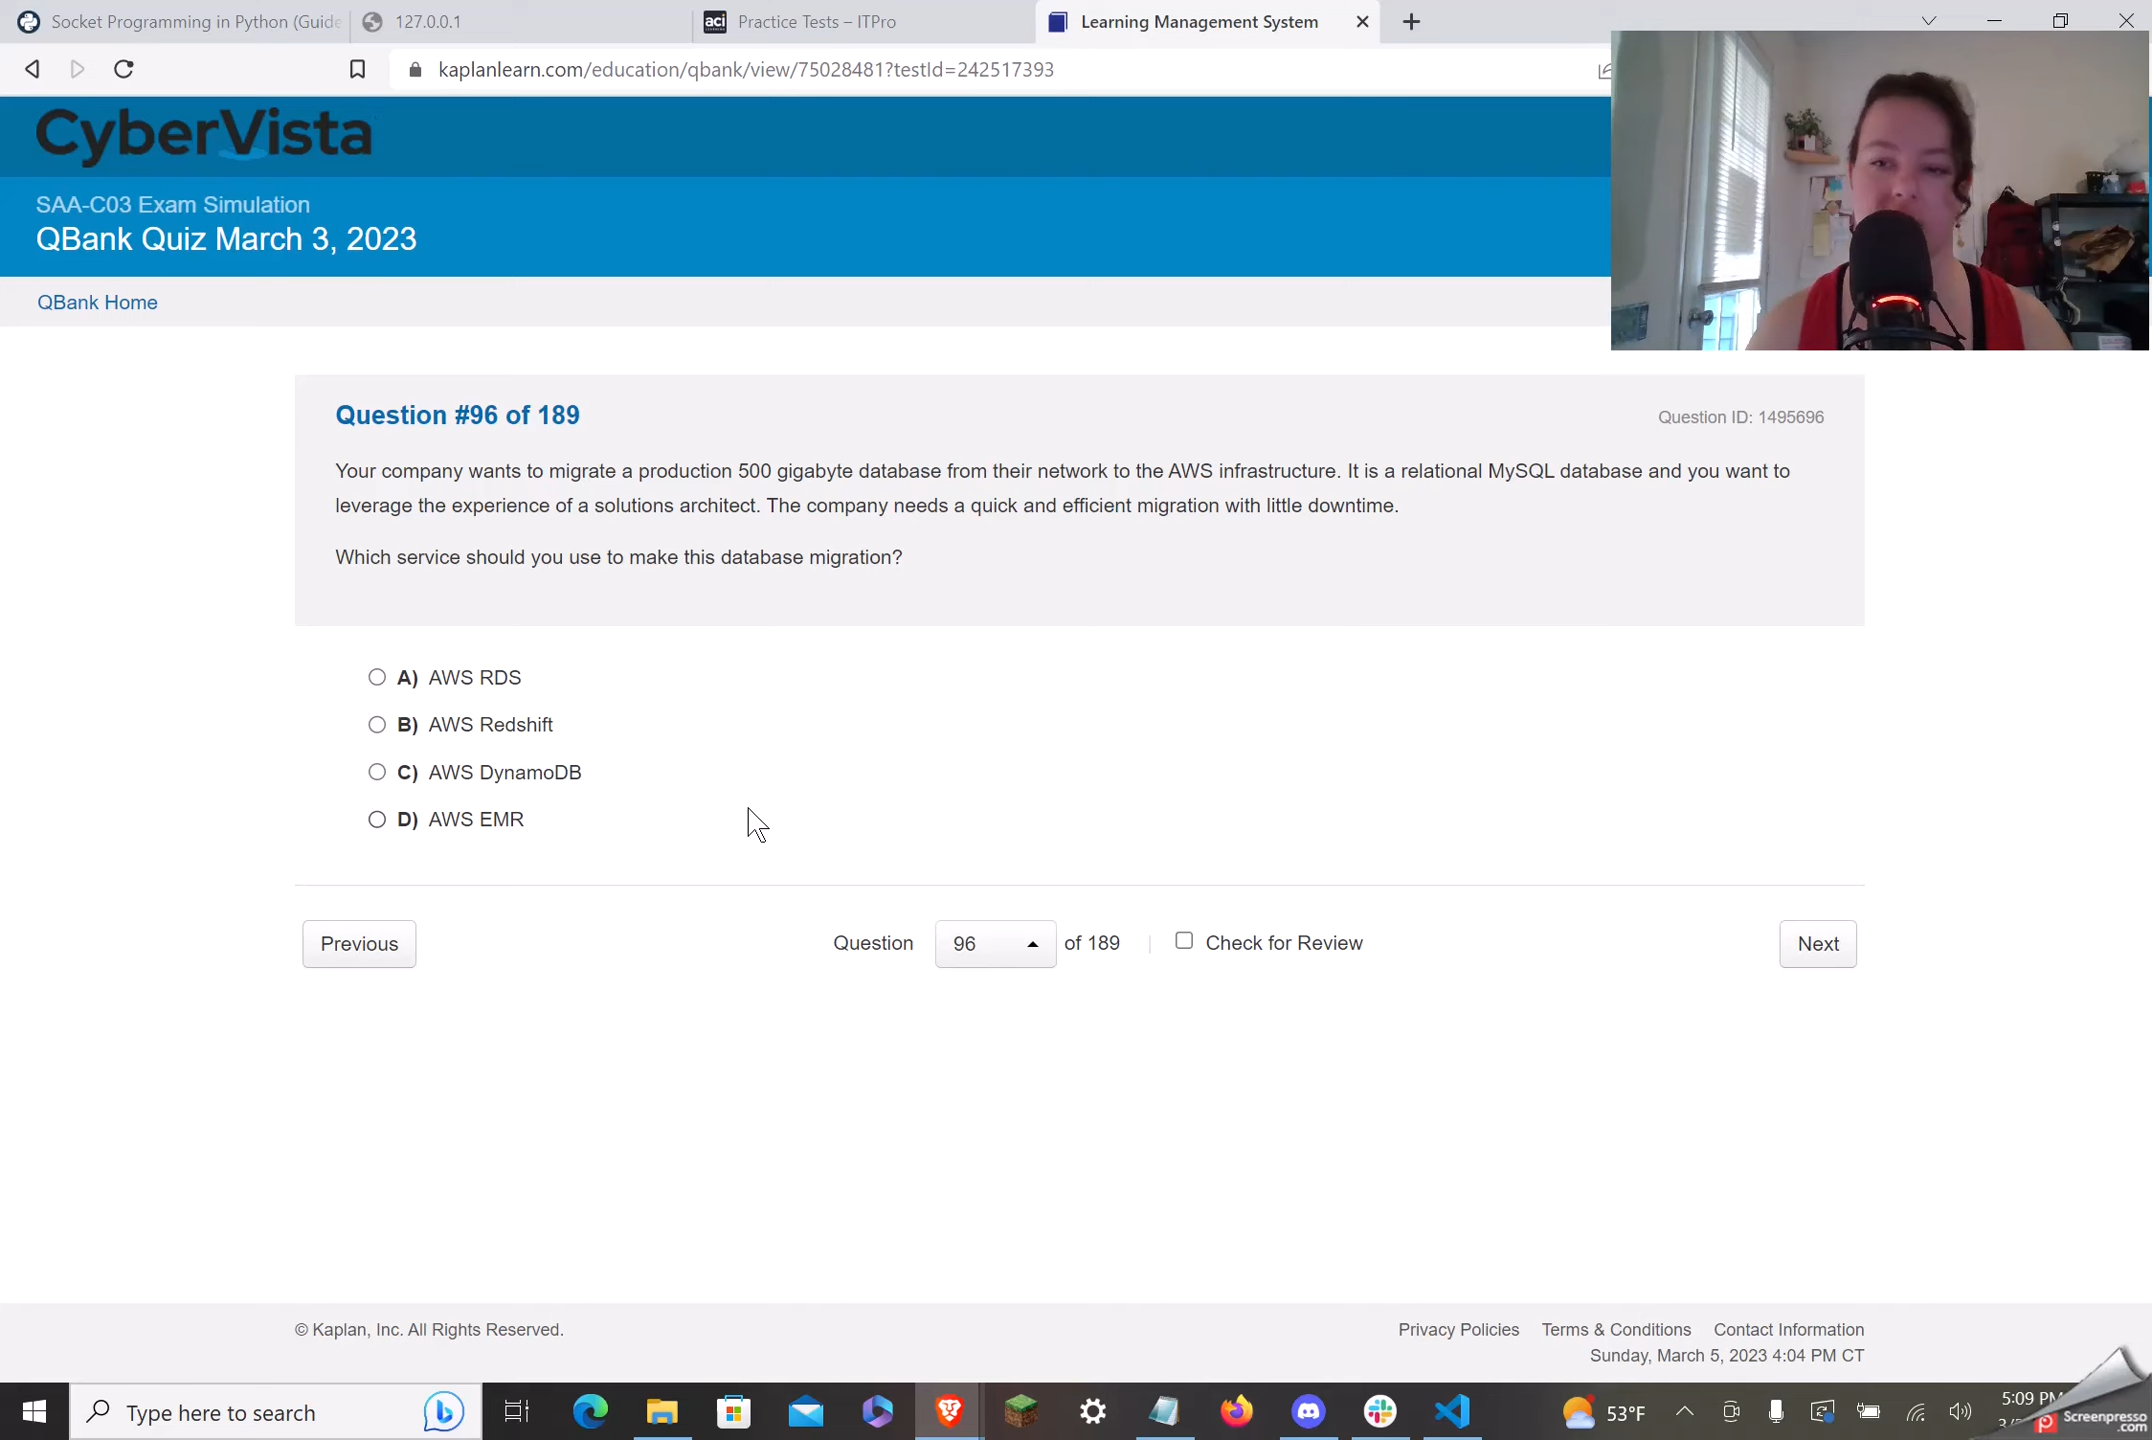 Socket Programming in Python (Guide
127.0.0.1
aci
Practice Tests – ITPro
Learning Management System
kaplanlearn.com/education/qbank/view/75028481?testId=242517393
CyberVista
SAA-C03 Exam Simulation
QBank Quiz March 3, 2023
QBank Home
Question #96 of 189
Question ID: 1495696
Your company wants to migrate a production 500 gigabyte database from their network to the AWS infrastructure. It is a relational MySQL database and you want to
leverage the experience of a solutions architect. The company needs a quick and efficient migration with little downtime.
Which service should you use to make this database migration?
A) AWS RDS
B) AWS Redshift
C) AWS DynamoDB
D) AWS EMR
Previous
Question 96 of 189
Check for Review
Next
© Kaplan, Inc. All Rights Reserved.
Privacy Policies Terms & Conditions Contact Information
Sunday, March 5, 2023 4:04 PM CT
Type here to search
53°F
5:09 PM
Screenpresso
.com